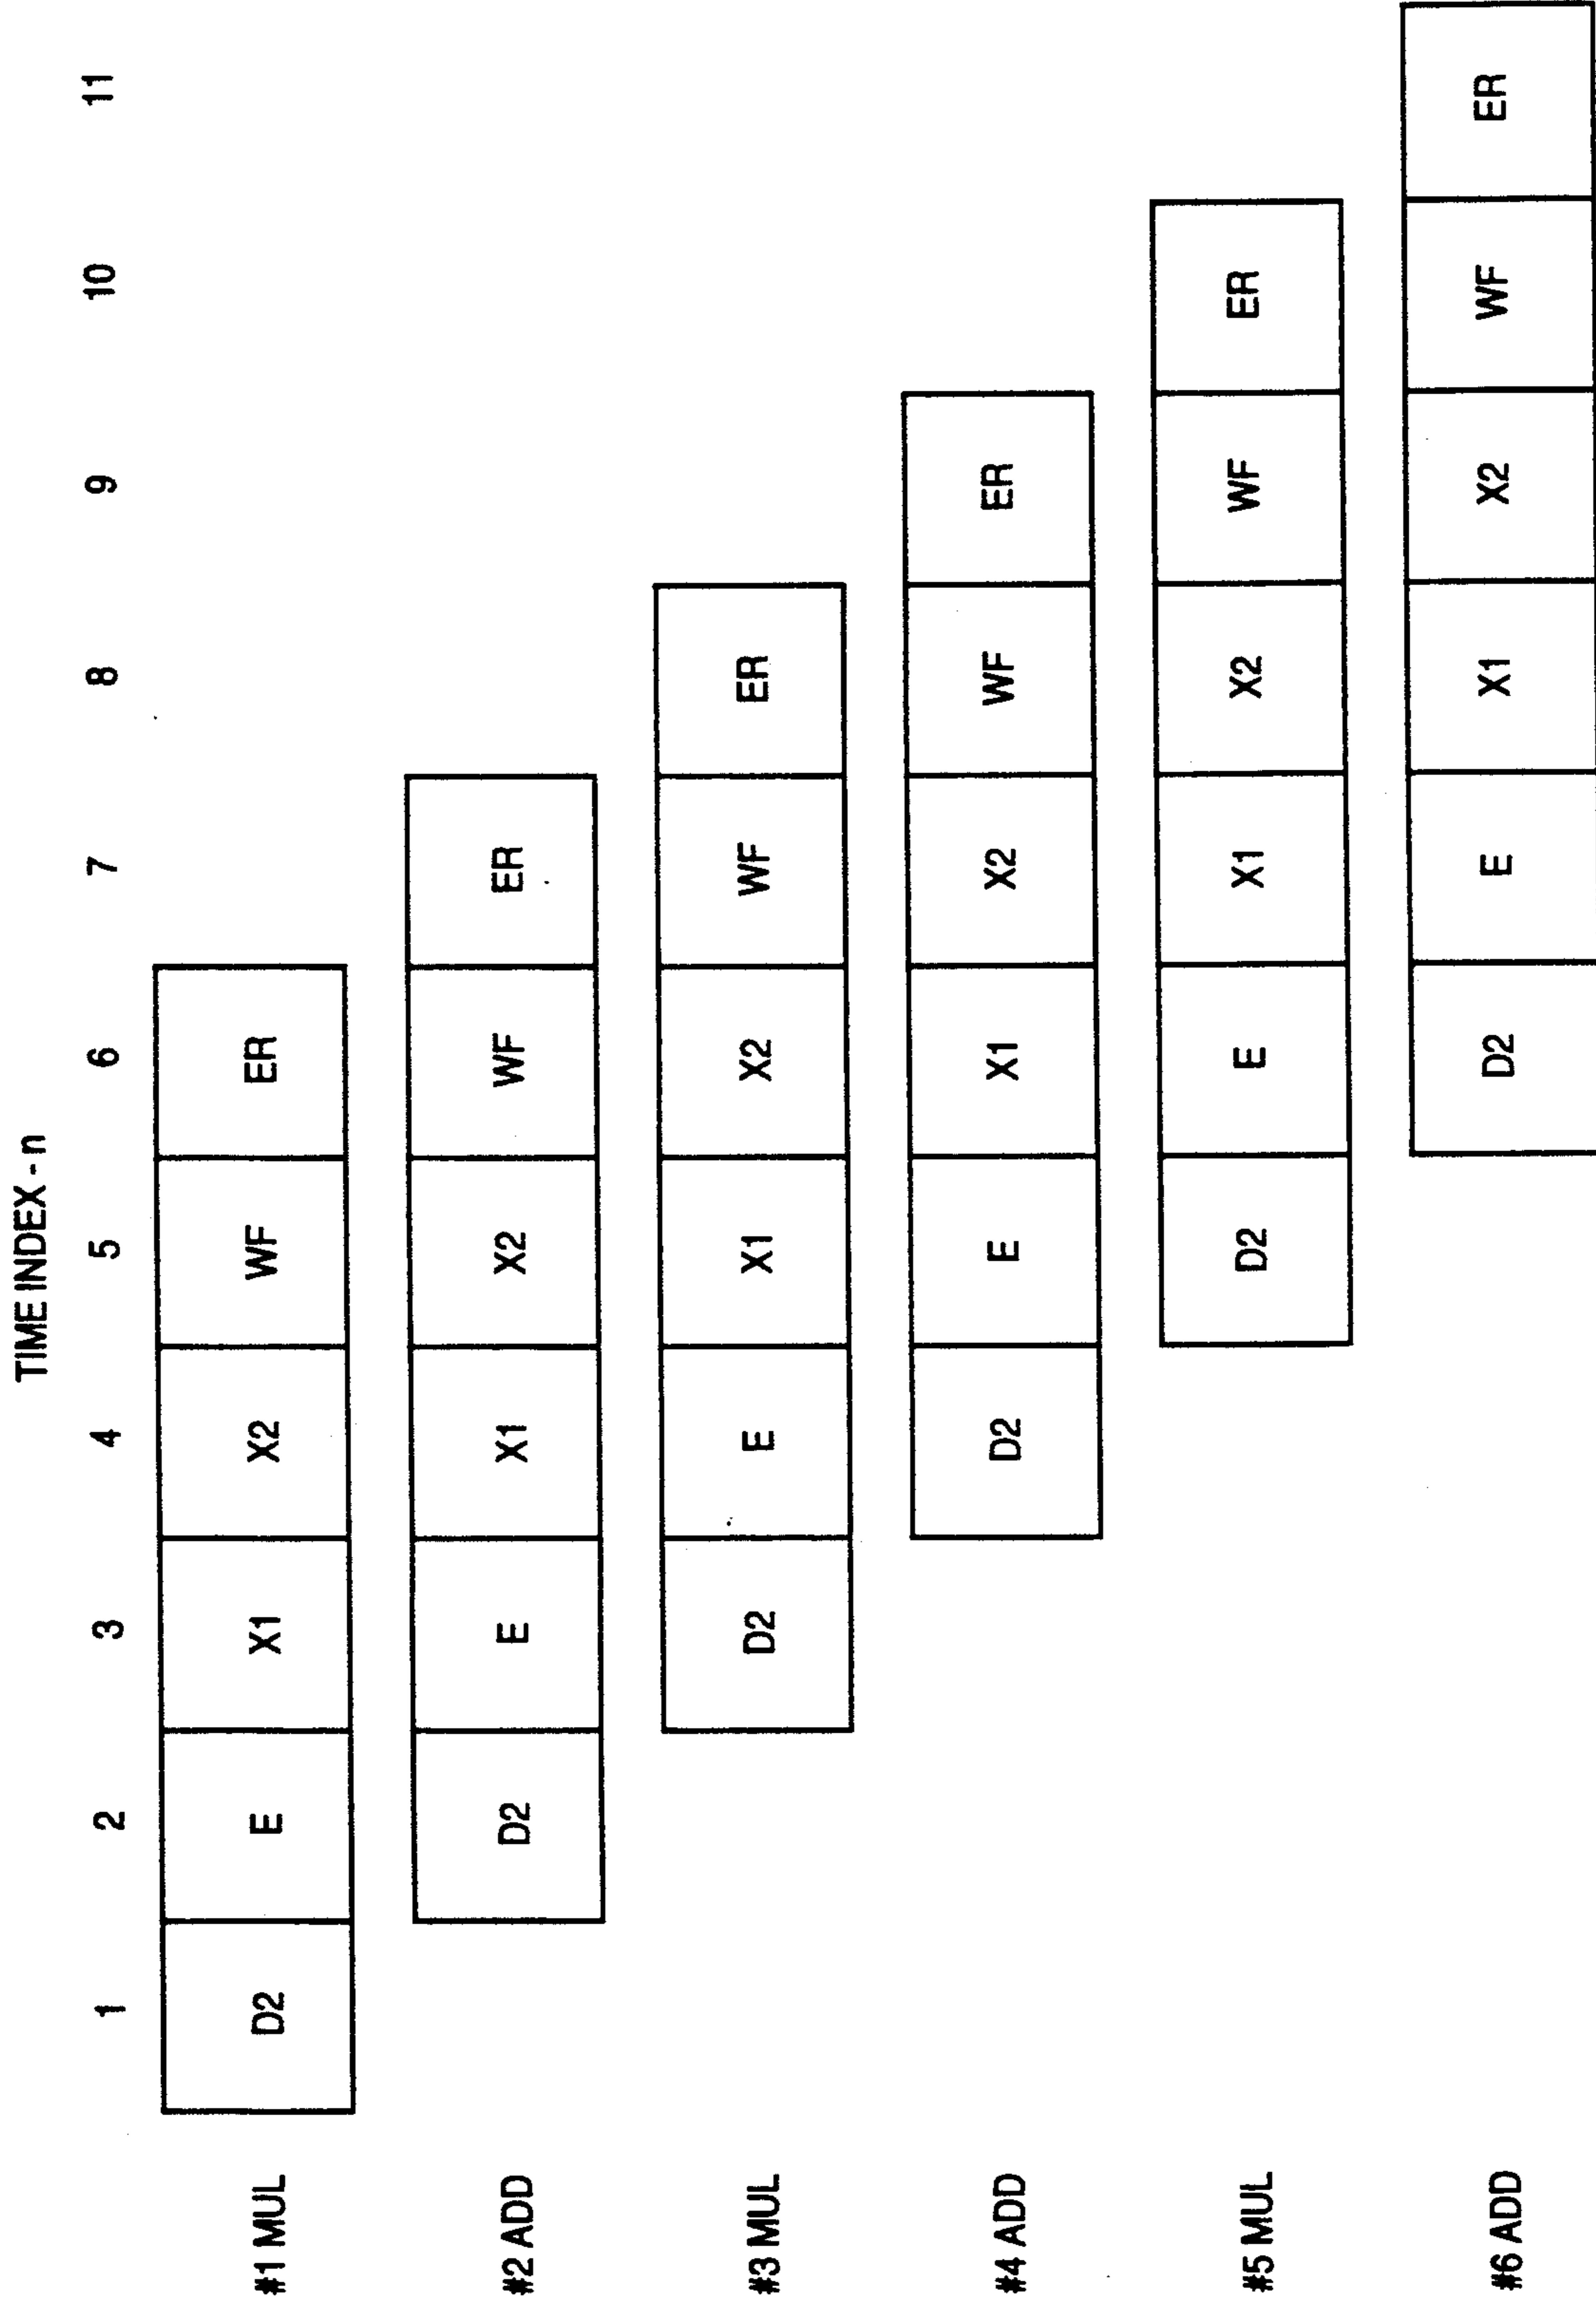 TIME INDEX - n
1 2 3 4 5 6 7 8 9 10 11
#1 MUL D2 E X1 X2 WF ER
#2 ADD D2 E X1 X2 WF ER
#3 MUL D2 E X1 X2 WF ER
#4 ADD D2 E X1 X2 WF ER
#5 MUL D2 E X1 X2 WF ER
#6 ADD D2 E X1 X2 WF ER